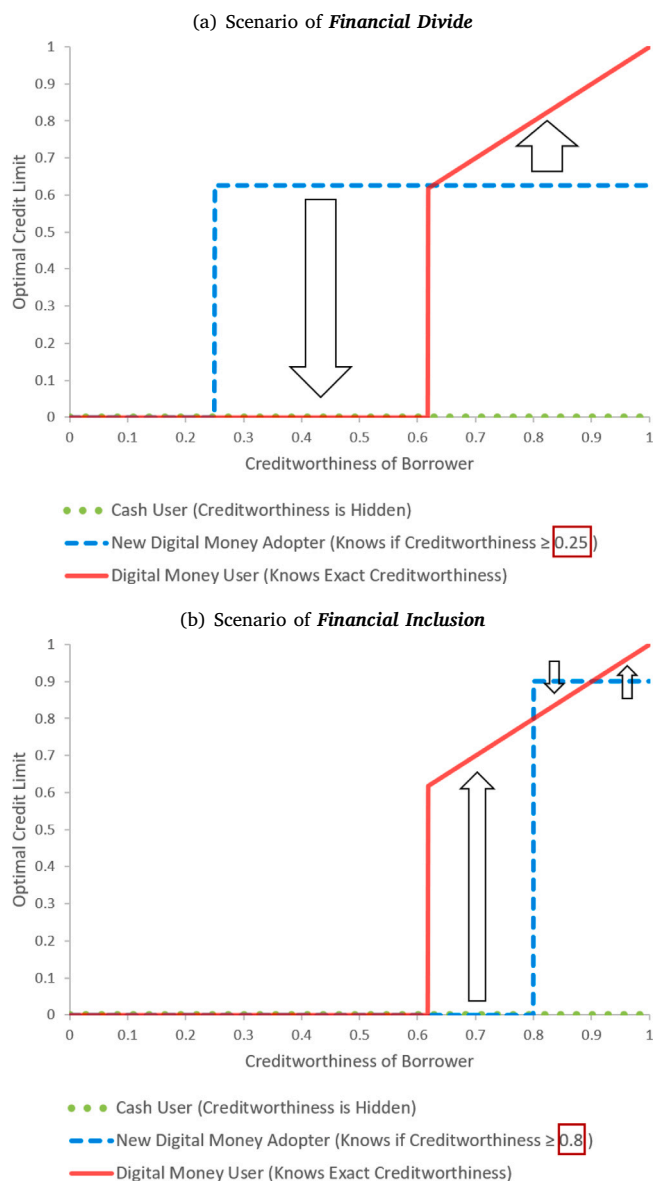 (a) Scenario of Financial Divide
1
0.9
0.8
0.7
0.6
0.5
0.4
0.3
0.2
0.1
0
Optimal Credit Limit
0 0.1 0.2 0.3 0.4 0.5 0.6 0.7 0.8 0.9 1
Creditworthiness of Borrower
Cash User (Creditworthiness is Hidden)
New Digital Money Adopter (Knows if Creditworthiness ≥ 0.25 )
Digital Money User (Knows Exact Creditworthiness)
(b) Scenario of Financial Inclusion
1
0.9
0.8
0.7
0.6
0.5
0.4
0.3
0.2
0.1
0
Optimal Credit Limit
0 0.1 0.2 0.3 0.4 0.5 0.6 0.7 0.8 0.9 1
Creditworthiness of Borrower
Cash User (Creditworthiness is Hidden)
New Digital Money Adopter (Knows if Creditworthiness ≥ 0.8 )
Digital Money User (Knows Exact Creditworthiness)